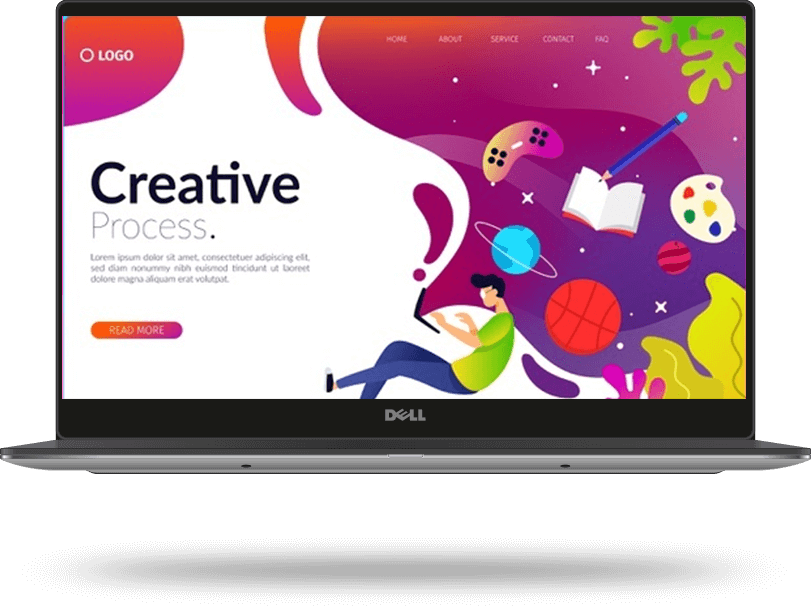 LOGO
HOME ABOUT SERVICE CONTACT FAQ
Creative
Process.
Lorem ipsum dolor sit amet, consectetuer adipiscing elit,
sed diam nonummy nibh euismod tincidunt ut laoreet
dolore magna aliquam erat volutpat.
READ MORE
DELL